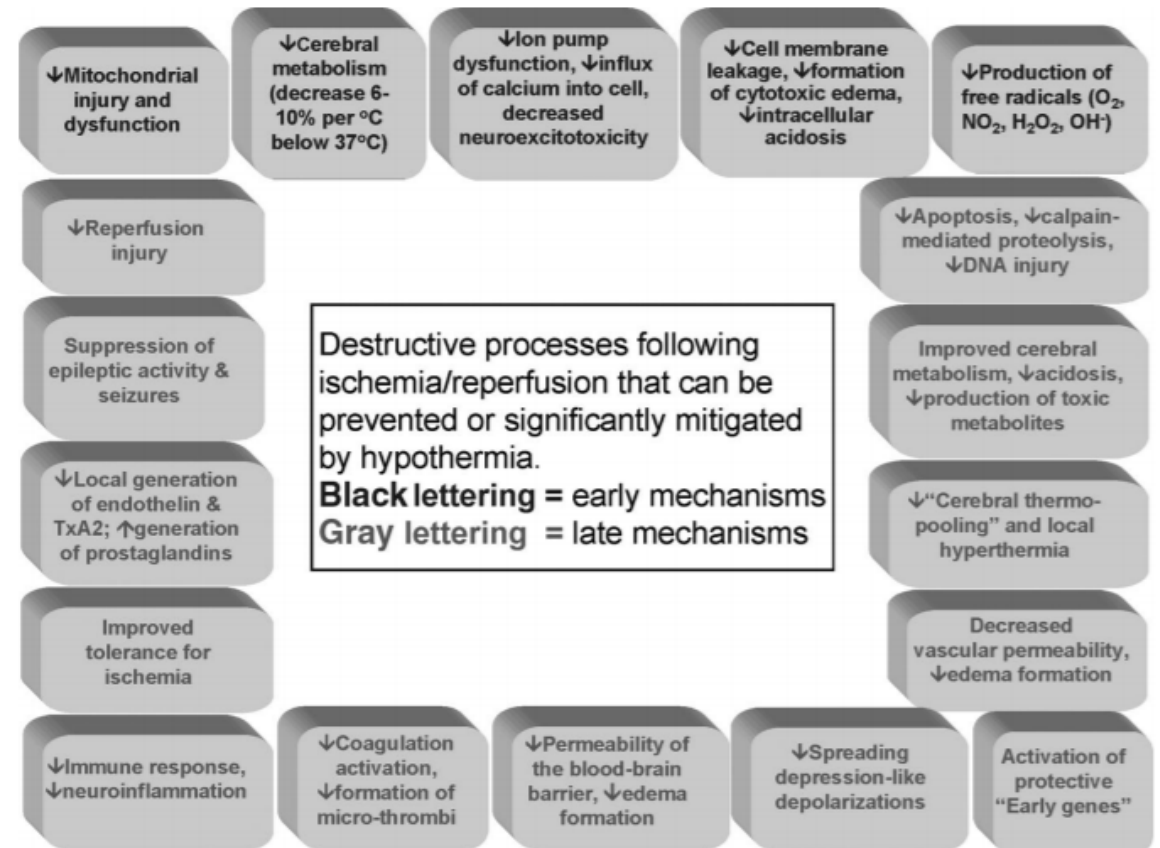 ↓Mitochondrial
injury and
dysfunction
↓Cerebral
metabolism
(decrease 6-
10% per °C
below 37°C)
↓Ion pump
dysfunction, ↓influx
of calcium into cell,
decreased
neuroexcitotoxicity
↓Cell membrane
leakage, ↓formation
of cytotoxic edema,
↓intracellular
acidosis
↓Production of
free radicals (O₂,
NO₂, H₂O₂, OH⁻)
↓Reperfusion
injury
↓Apoptosis, ↓calpain-
mediated proteolysis,
↓DNA injury
Suppression of
epileptic activity &
seizures
Destructive processes following
ischemia/reperfusion that can be
prevented or significantly mitigated
by hypothermia.
Black lettering = early mechanisms
Gray lettering = late mechanisms
Improved cerebral
metabolism, ↓acidosis,
↓production of toxic
metabolites
↓Local generation
of endothelin &
TxA2; ↑generation
of prostaglandins
↓“Cerebral thermo-
pooling” and local
hyperthermia
Improved
tolerance for
ischemia
Decreased
vascular permeability,
↓edema formation
↓Immune response,
↓neuroinflammation
↓Coagulation
activation,
↓formation of
micro-thrombi
↓Permeability of
the blood-brain
barrier, ↓edema
formation
↓Spreading
depression-like
depolarizations
Activation of
protective
“Early genes”